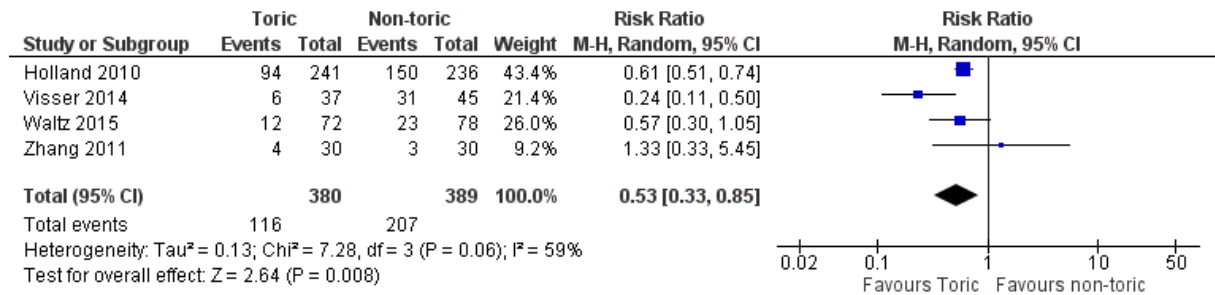 Toric Non-toric Risk Ratio Risk Ratio
Study or Subgroup Events Total Events Total Weight M-H, Random, 95% CI M-H, Random, 95% CI
Holland 2010 94 241 150 236 43.4% 0.61 [0.51, 0.74]
Visser 2014 6 37 31 45 21.4% 0.24 [0.11, 0.50]
Waltz 2015 12 72 23 78 26.0% 0.57 [0.30, 1.05]
Zhang 2011 4 30 3 30 9.2% 1.33 [0.33, 5.45]
Total (95% CI) 380 389 100.0% 0.53 [0.33, 0.85]
Total events 116 207
Heterogeneity: Tau² = 0.13; Chi² = 7.28, df = 3 (P = 0.06); I² = 59%
Test for overall effect: Z = 2.64 (P = 0.008)
0.02 0.1 1 10 50
Favours Toric Favours non-toric